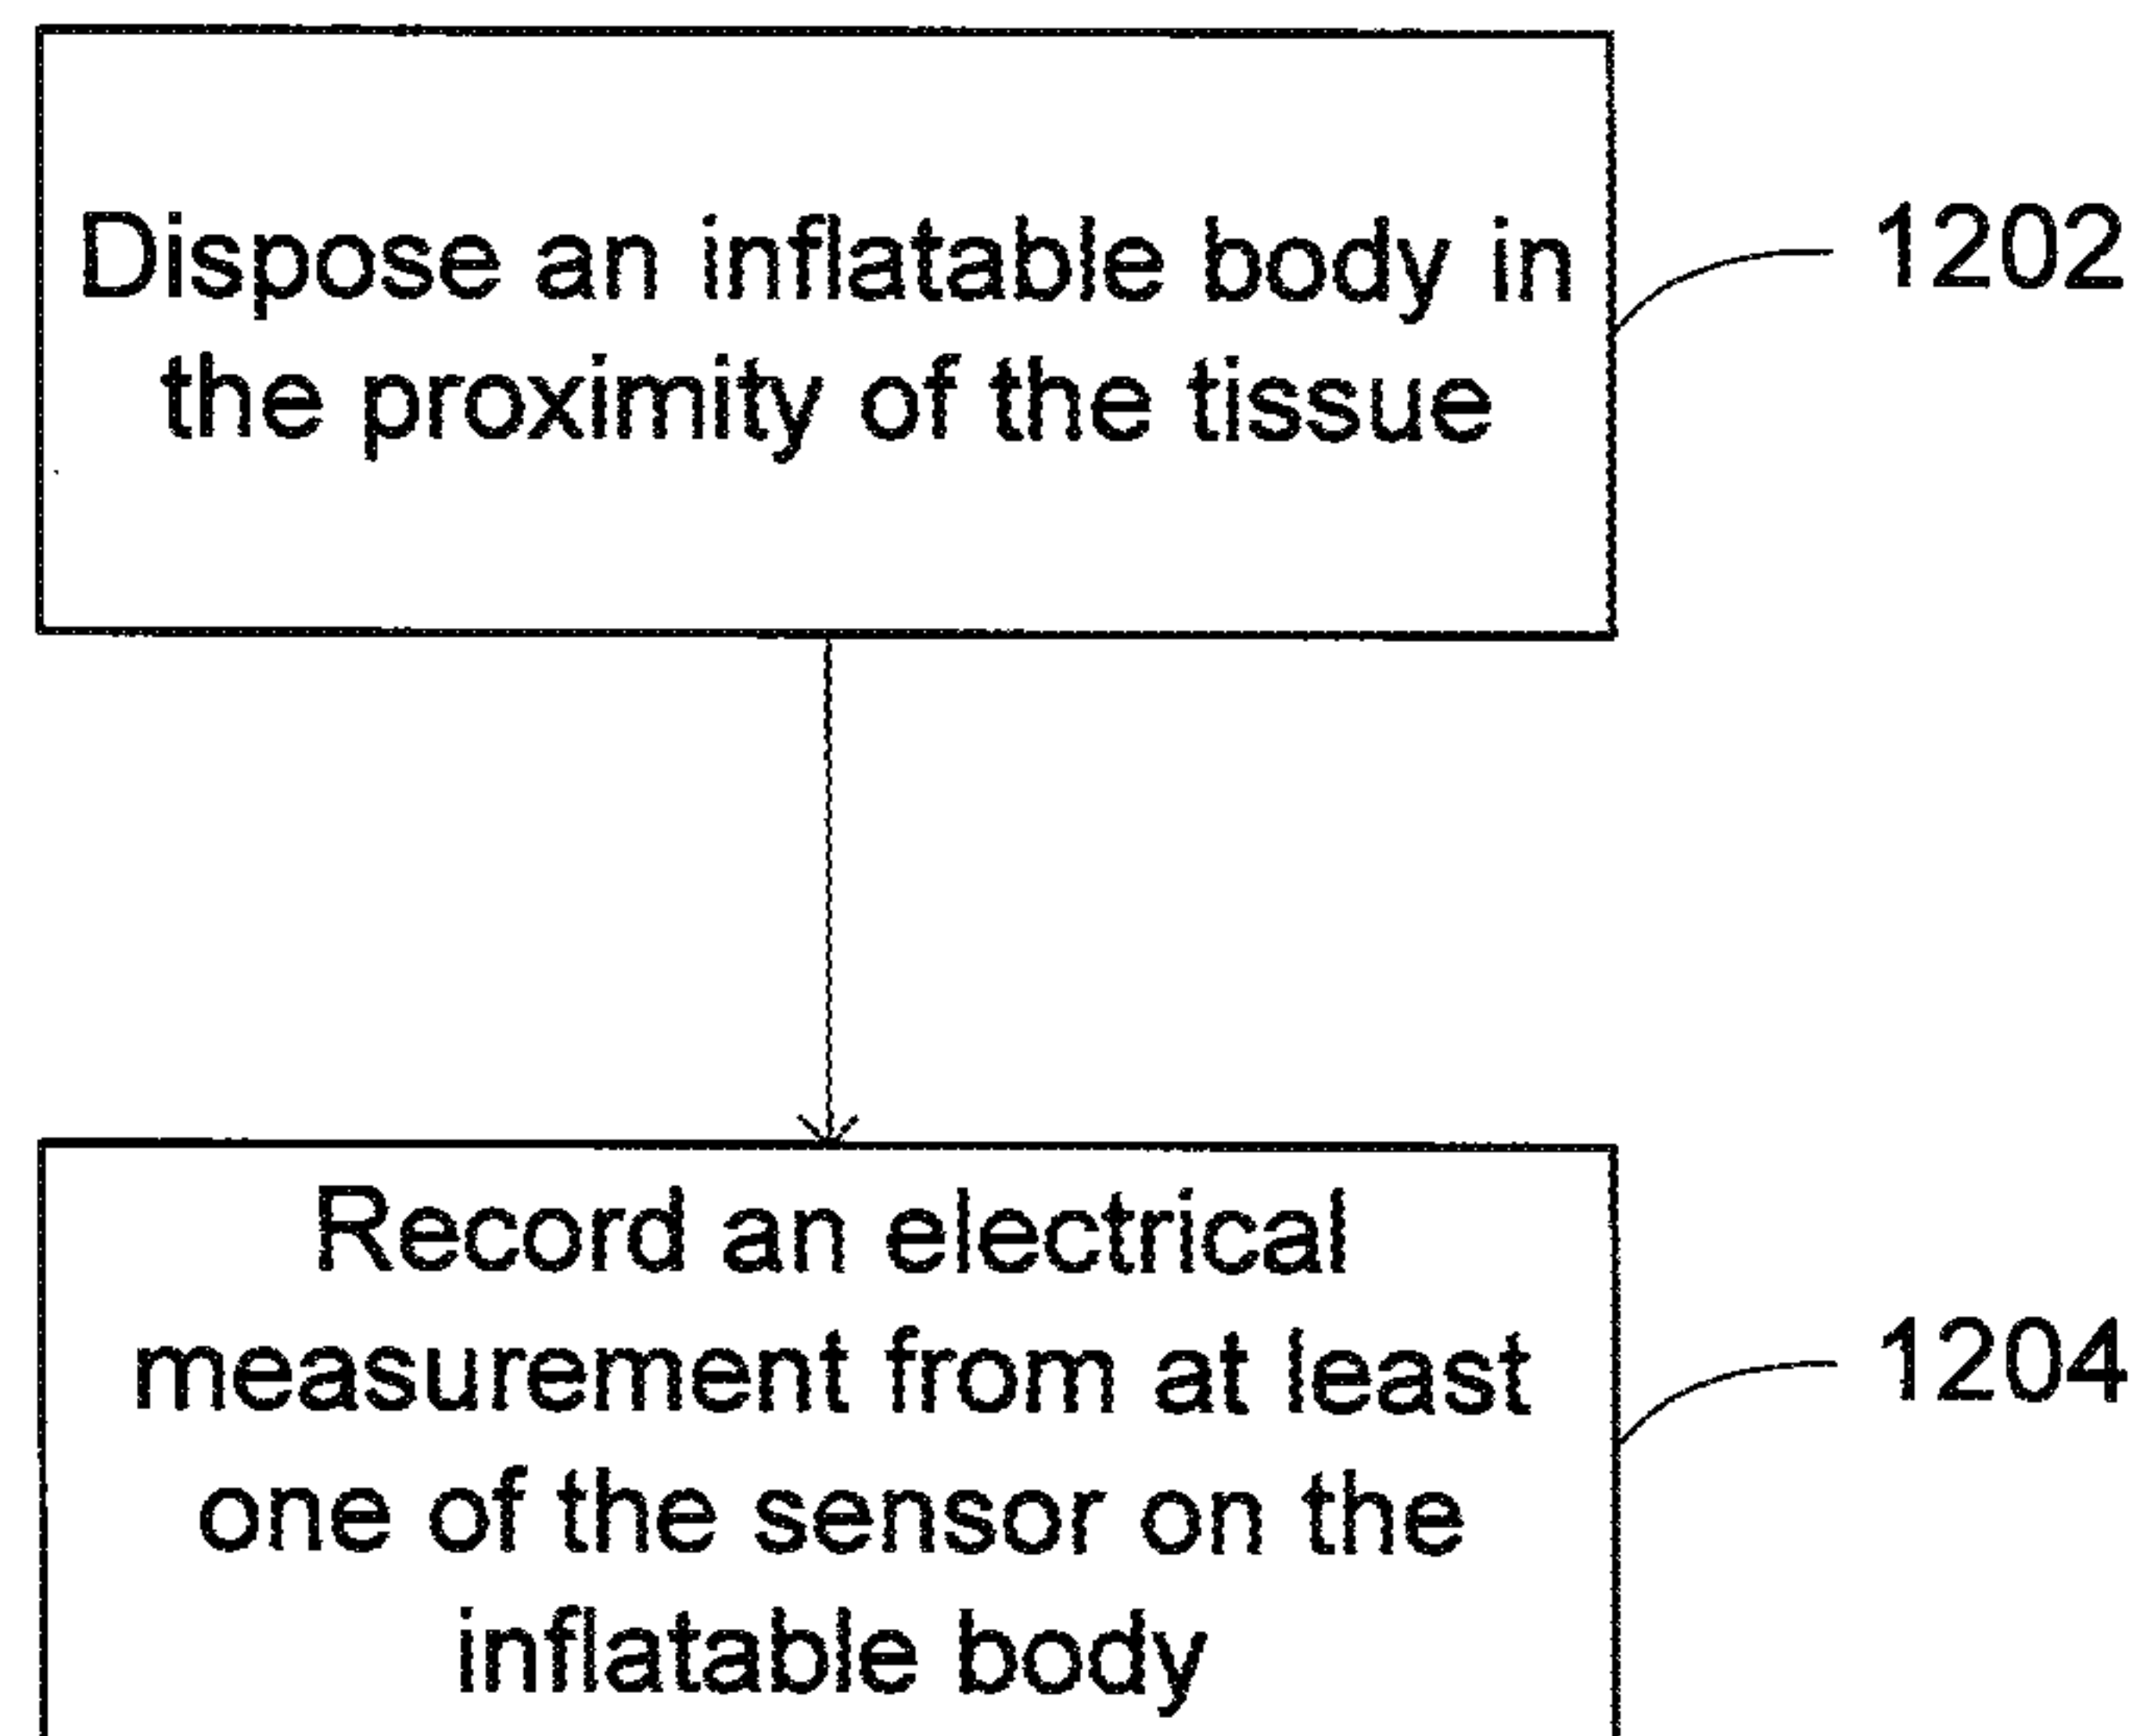 Dispose an inflatable body in
the proximity of the tissue
1202
Record an electrical
measurement from at least
one of the sensor on the
inflatable body
1204